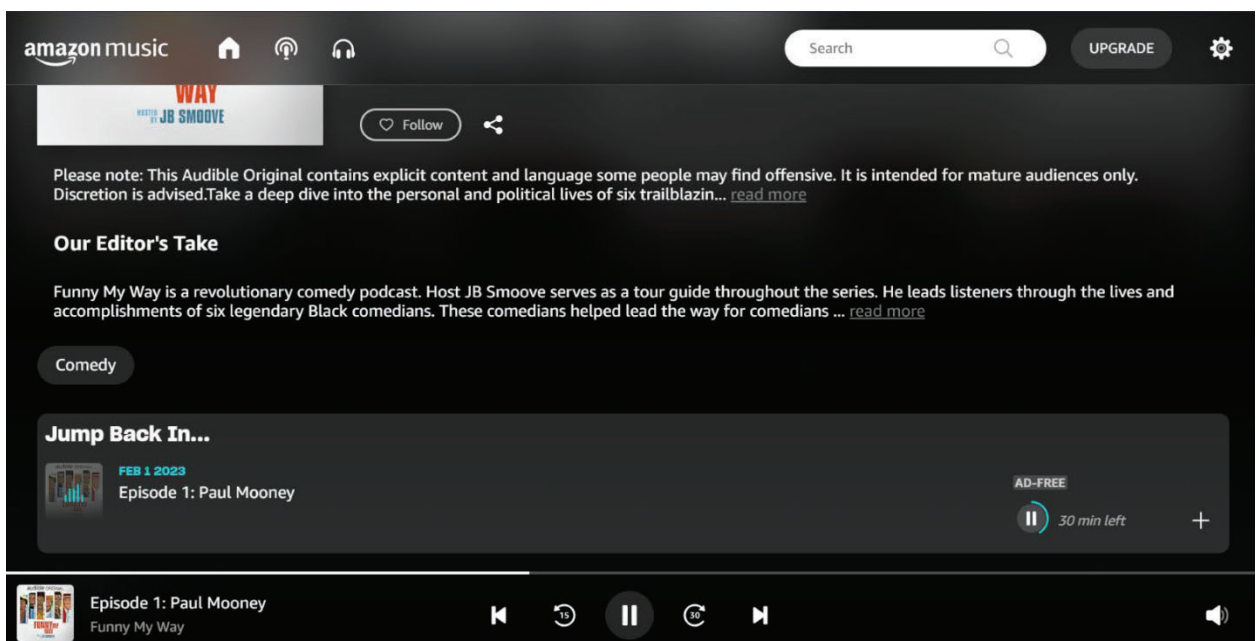 amazon music
Search
UPGRADE
WAY
HOSTED BY JB SMOOVE
Follow
Please note: This Audible Original contains explicit content and language some people may find offensive. It is intended for mature audiences only.
Discretion is advised.Take a deep dive into the personal and political lives of six trailblazin... read more
Our Editor's Take
Funny My Way is a revolutionary comedy podcast. Host JB Smoove serves as a tour guide throughout the series. He leads listeners through the lives and
accomplishments of six legendary Black comedians. These comedians helped lead the way for comedians ... read more
Comedy
Jump Back In...
FEB 1 2023
Episode 1: Paul Mooney
AD-FREE
30 min left
Episode 1: Paul Mooney
Funny My Way
15
30